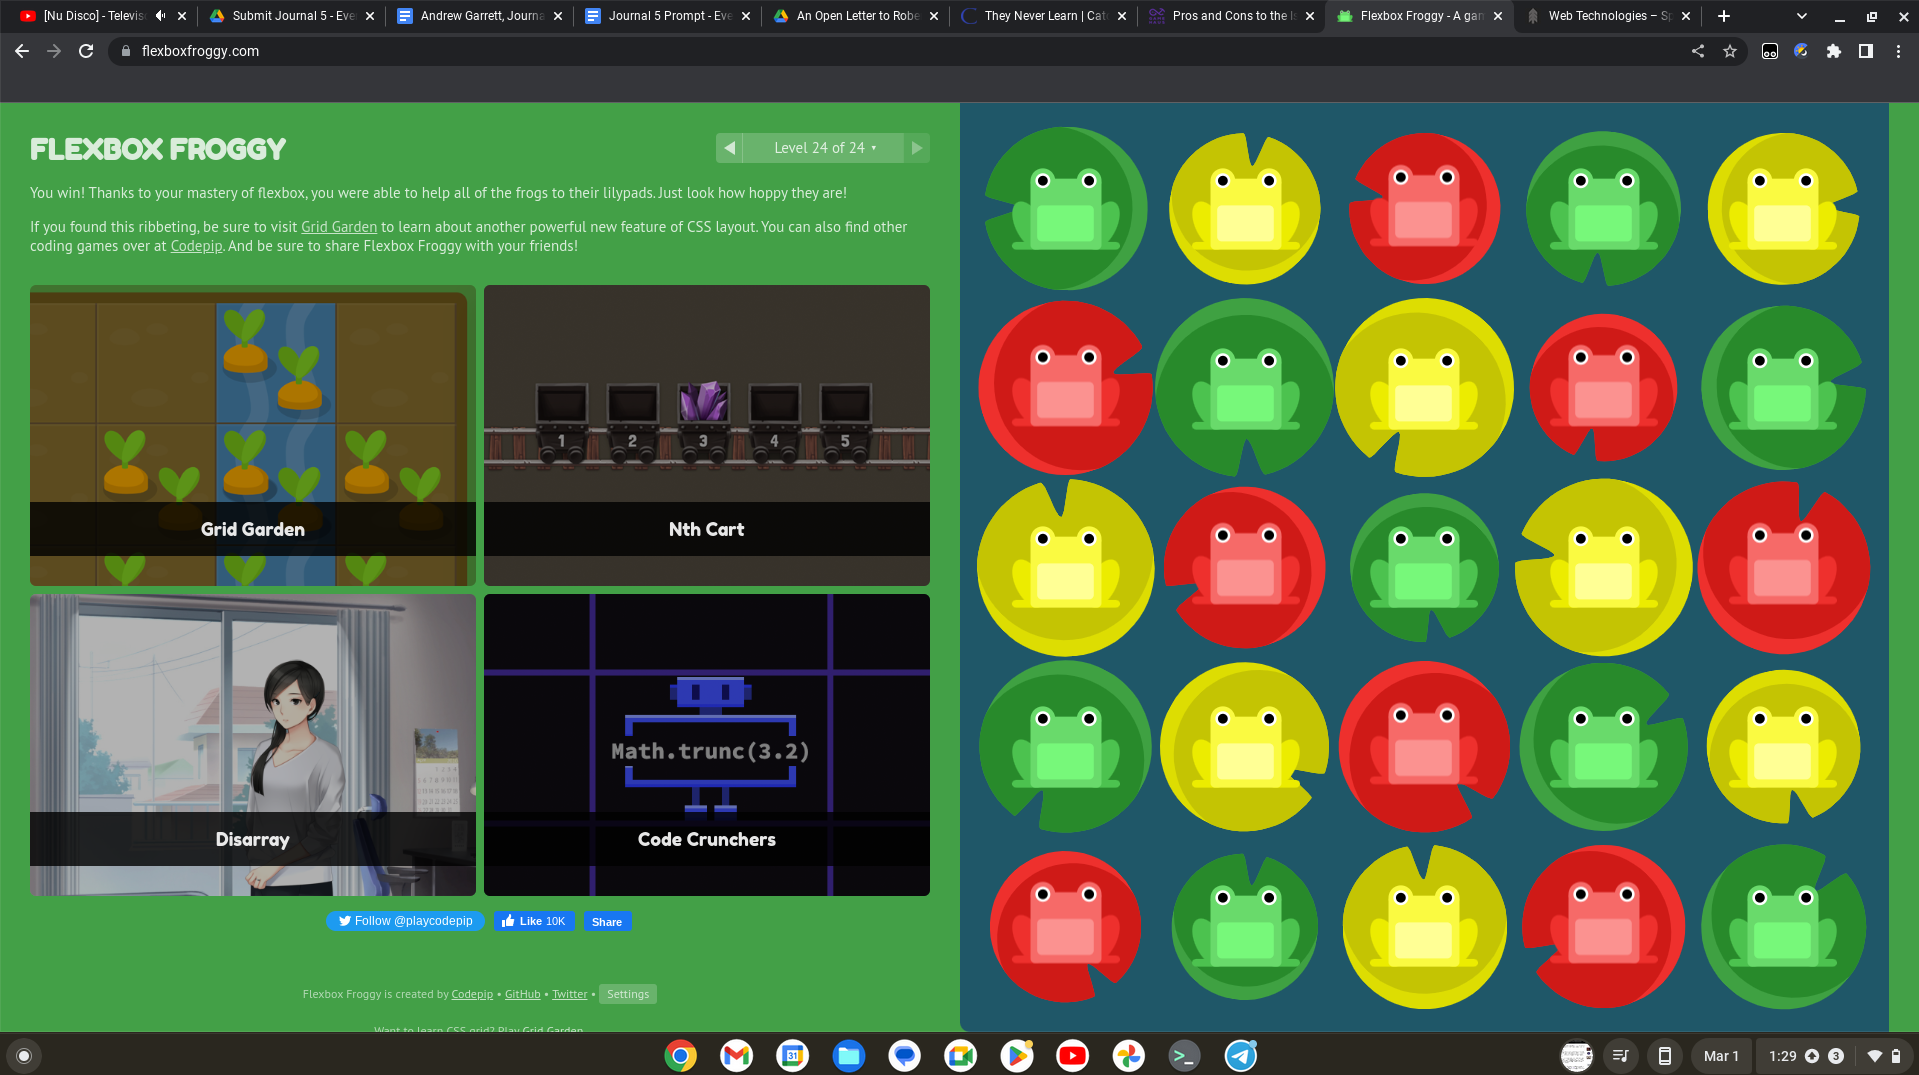 [Nu Disco] - Televis
Submit Journal 5 - Eve
Andrew Garrett, Journa
Journal 5 Prompt - Eve
An Open Letter to Robe
They Never Learn | Cat
Pros and Cons to the
Flexbox Froggy - A gam
Web Technologies – Sp
flexboxfroggy.com
FLEXBOX FROGGY
Level 24 of 24 ▾
You win! Thanks to your mastery of flexbox, you were able to help all of the frogs to their lilypads. Just look how hoppy they are!
If you found this ribbeting, be sure to visit Grid Garden to learn about another powerful new feature of CSS layout. You can also find other
coding games over at Codepip. And be sure to share Flexbox Froggy with your friends!
1 2 3 4 5
Grid Garden
Nth Cart
Math.trunc(3.2)
Disarray
Code Crunchers
Follow @playcodepip
Like 10K
Share
Flexbox Froggy is created by Codepip • GitHub • Twitter • Settings
Want to learn CSS grid? Play Grid Garden.
31
Mar 1
1:29
3